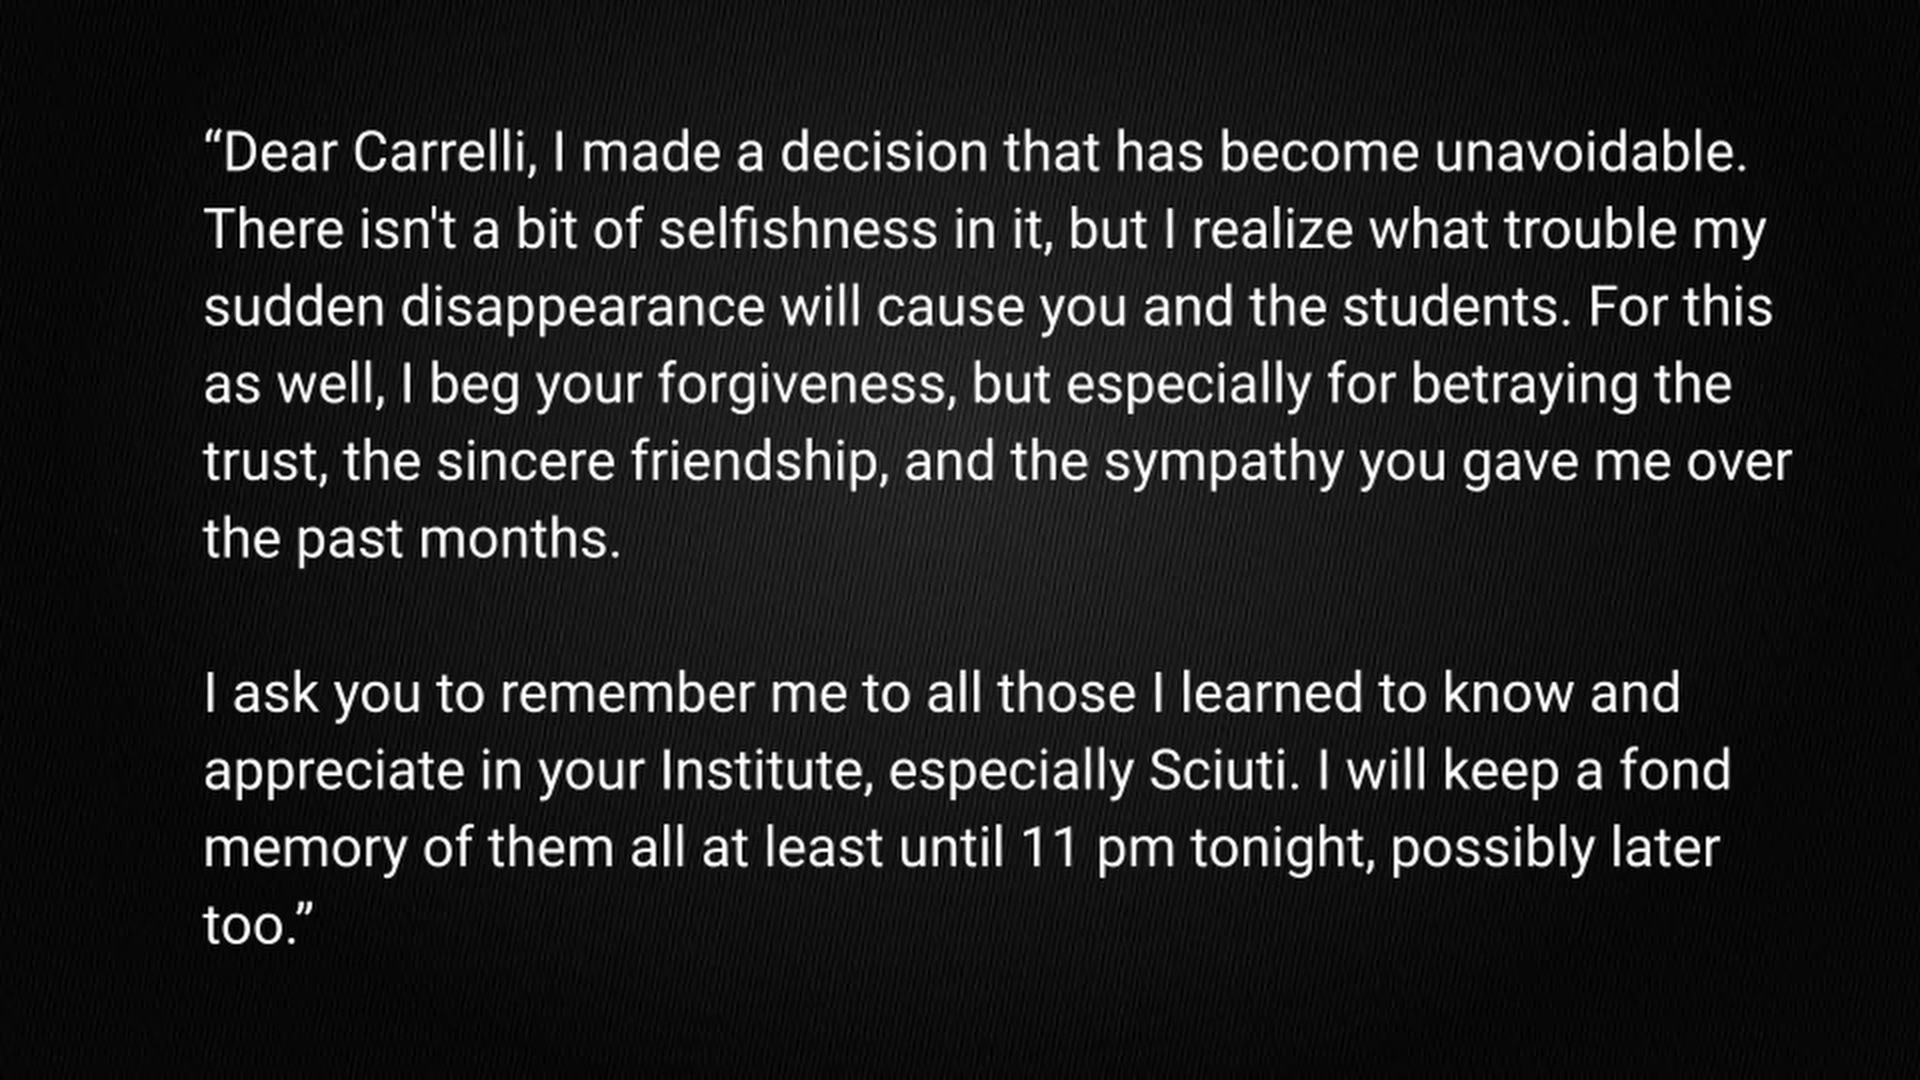 “Dear Carrelli, I made a decision that has become unavoidable.
There isn't a bit of selfishness in it, but I realize what trouble my
sudden disappearance will cause you and the students. For this
as well, I beg your forgiveness, but especially for betraying the
trust, the sincere friendship, and the sympathy you gave me over
the past months.
I ask you to remember me to all those I learned to know and
appreciate in your Institute, especially Sciuti. I will keep a fond
memory of them all at least until 11 pm tonight, possibly later
too.”